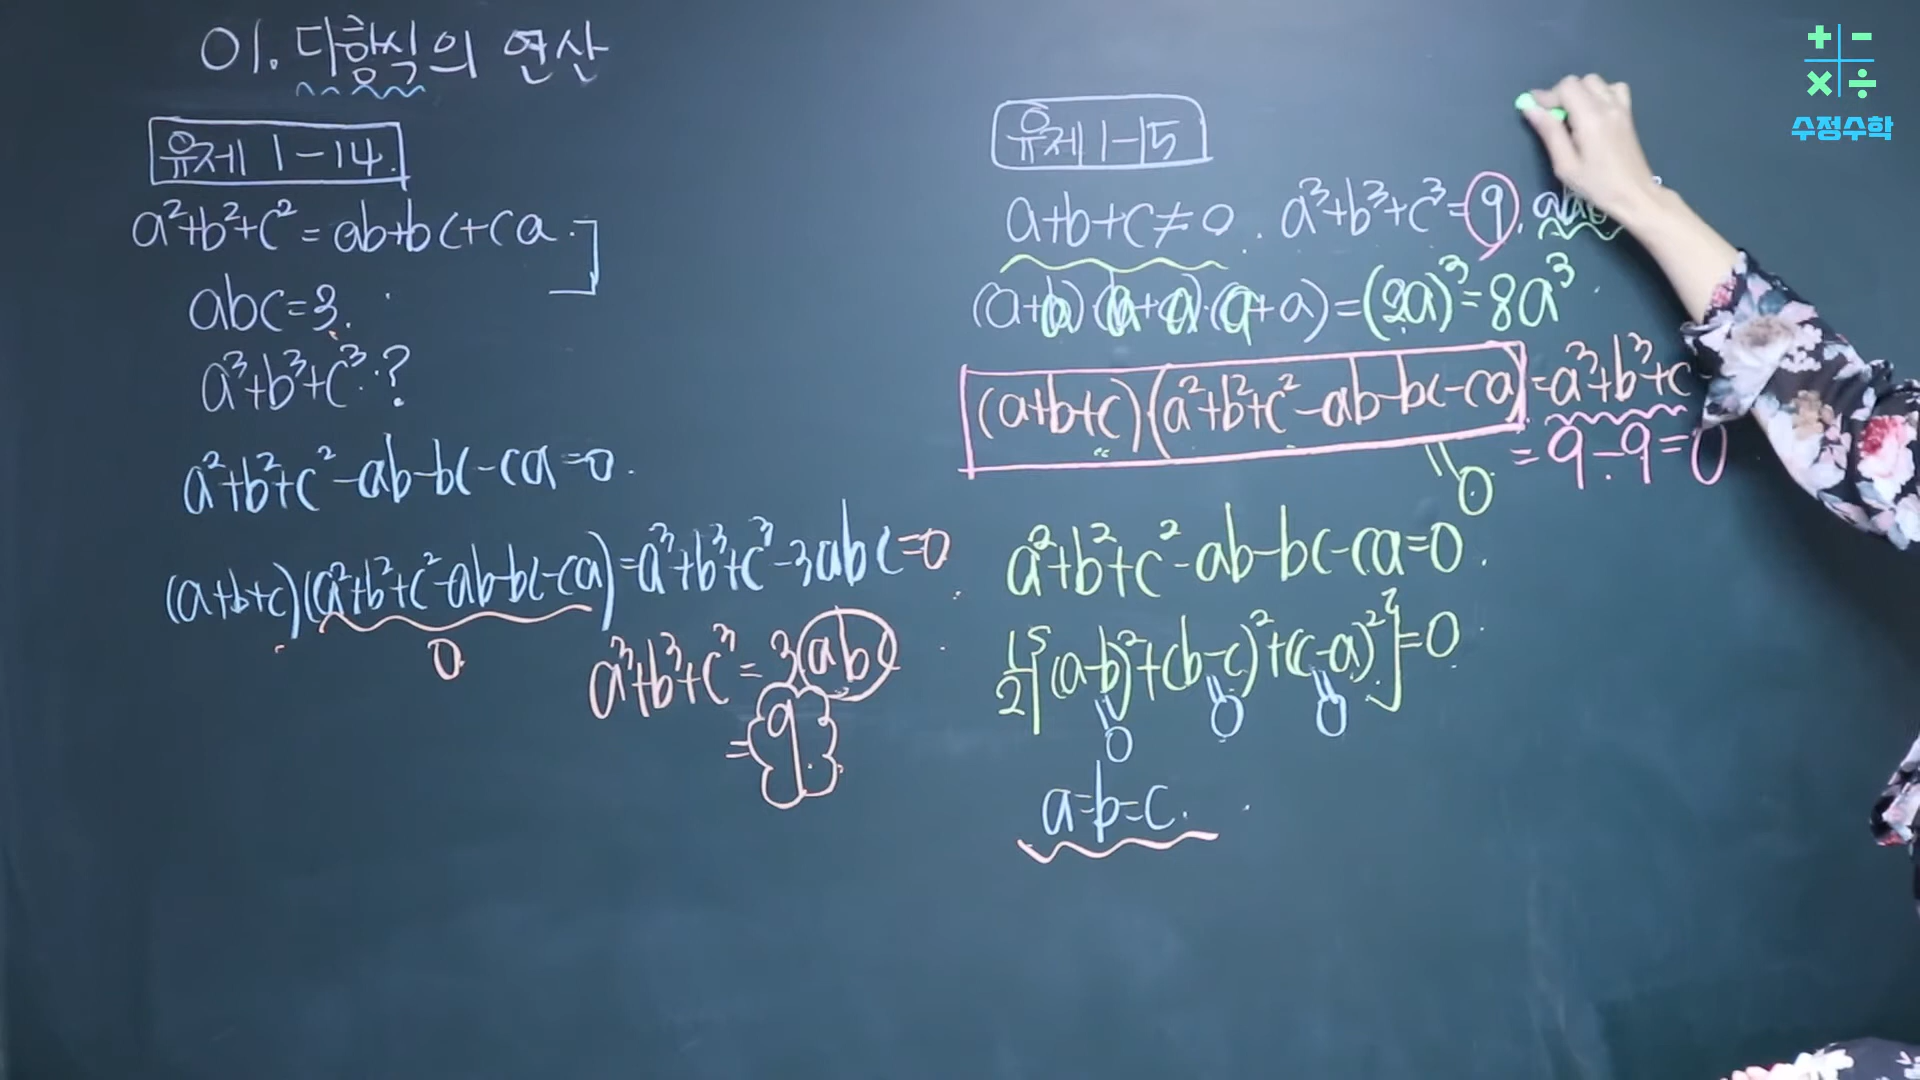 01. 다항식의 연산
유제 1-14.
a²+b²+c² = ab+bc+ca.
abc=3.
a³+b³+c³?
a²+b²+c²-ab-bc-ca=0.
(a+b+c)(a²+b²+c²-ab-bc-ca)=a³+b³+c³-3abc=0
0
a³+b³+c³=3abc
=9
유제 1-15
a+b+c≠0. a³+b³+c³=9.
=(2a)³=8a³
(a+b+c)(a²+b²+c²-ab-bc-ca)=a³+b³+c
=0
=9-9=0
a²+b²+c²-ab-bc-ca=0.
1/2{(a-b)²+(b-c)²+(c-a)²}=0
=0 =0 =0
a=b=c.
+ - × ÷
수정수학